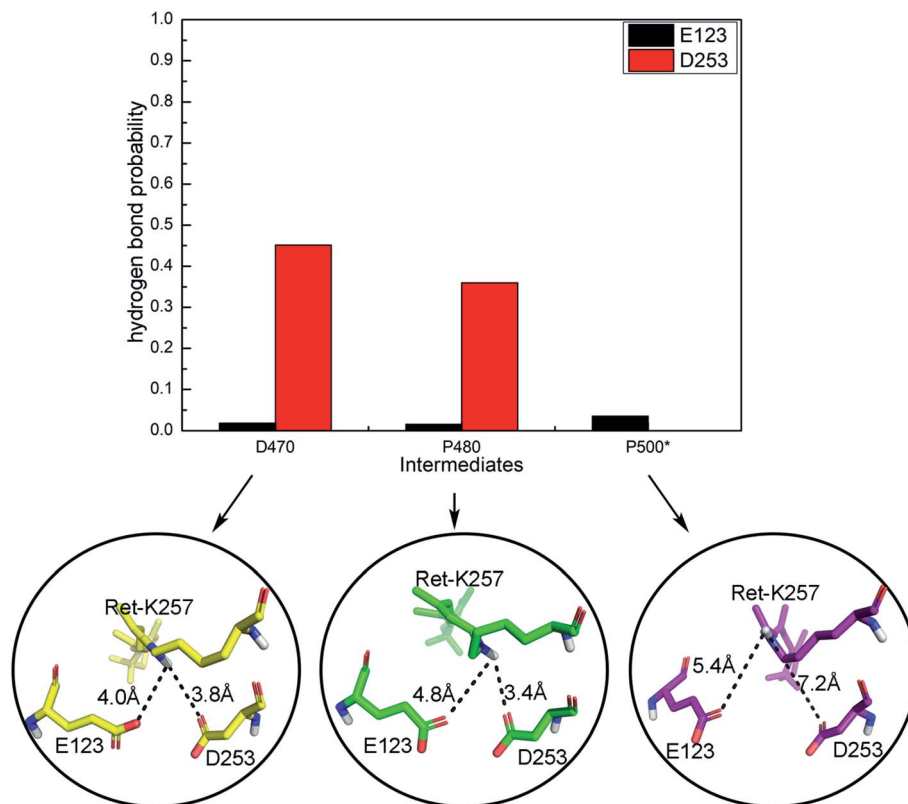 hydrogen bond probability
1.0
0.9
0.8
0.7
0.6
0.5
0.4
0.3
0.2
0.1
0.0
E123
D253
D470
P480
P500*
Intermediates
Ret-K257
4.0Å
3.8Å
E123
D253
Ret-K257
4.8Å
3.4Å
E123
D253
Ret-K257
5.4Å
7.2Å
E123
D253